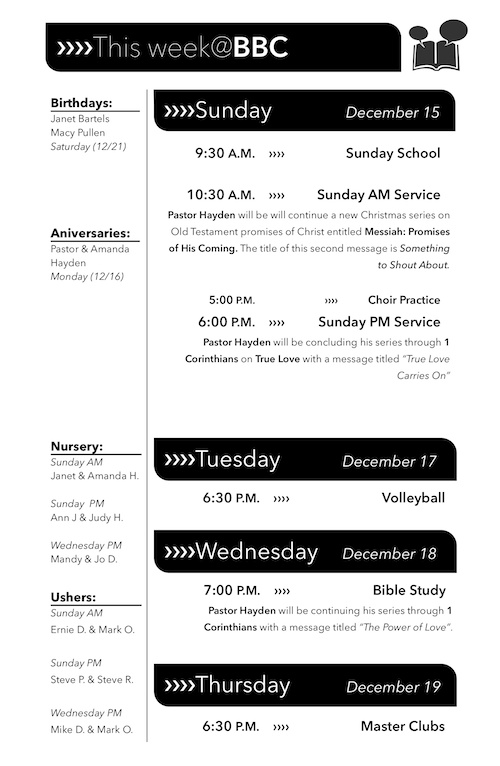 »»This week@BBC
Birthdays:
Janet Bartels
Macy Pullen
Saturday (12/21)
Aniversaries:
Pastor & Amanda
Hayden
Monday (12/16)
Nursery:
Sunday AM
Janet & Amanda H.
Sunday PM
Ann J & Judy H.
Wednesday PM
Mandy & Jo D.
Ushers:
Sunday AM
Ernie D. & Mark O.
Sunday PM
Steve P. & Steve R.
Wednesday PM
Mike D. & Mark O.
»»Sunday December 15
9:30 A.M. »» Sunday School
10:30 A.M. »» Sunday AM Service
Pastor Hayden will be will continue a new Christmas series on
Old Testament promises of Christ entitled Messiah: Promises
of His Coming. The title of this second message is Something
to Shout About.
5:00 P.M. »» Choir Practice
6:00 P.M. »» Sunday PM Service
Pastor Hayden will be concluding his series through 1
Corinthians on True Love with a message titled “True Love
Carries On”
»»Tuesday December 17
6:30 P.M. »» Volleyball
»»Wednesday December 18
7:00 P.M. »» Bible Study
Pastor Hayden will be continuing his series through 1
Corinthians with a message titled “The Power of Love”.
»»Thursday December 19
6:30 P.M. »» Master Clubs